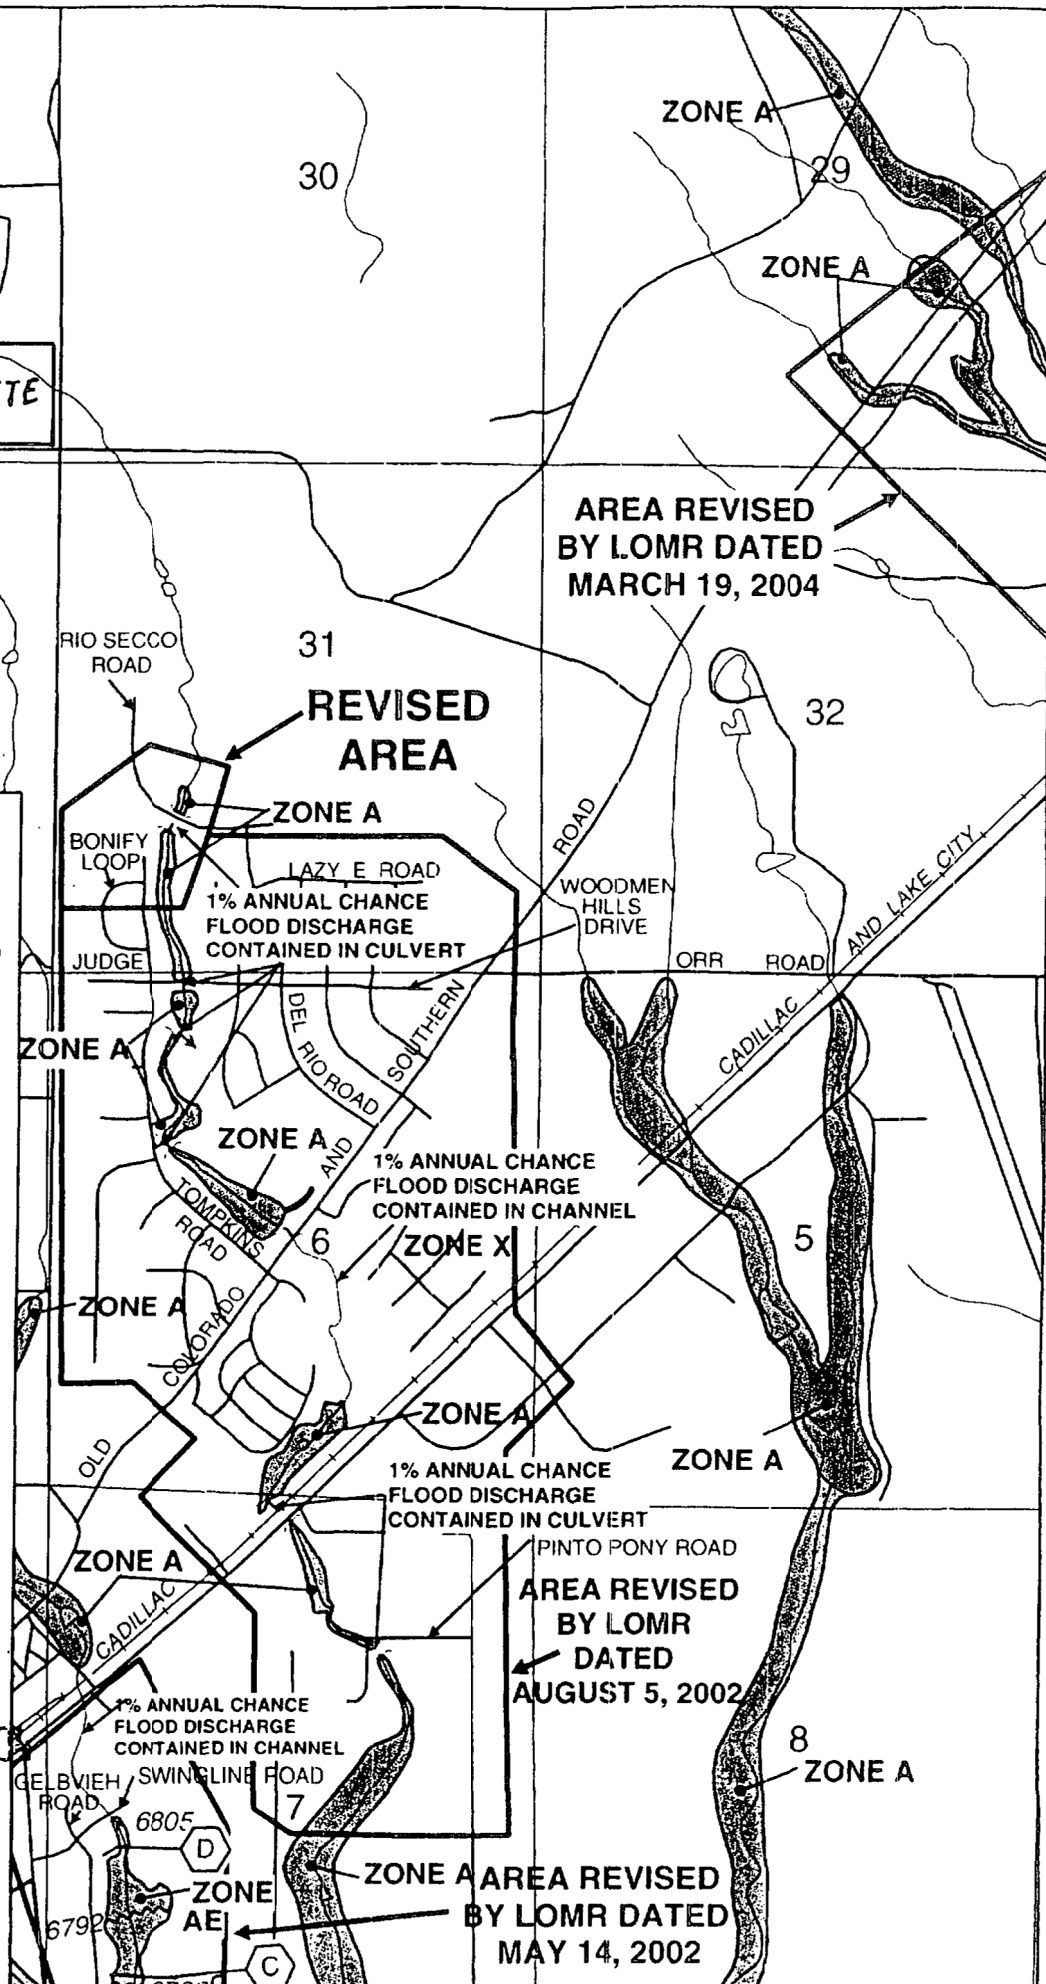 ZONE A
29
30
ZONE A
TE
AREA REVISED
BY LOMR DATED
MARCH 19, 2004
RIO SECCO
ROAD
31
REVISED
AREA
32
ZONE A
BONIFY
LOOP
LAZY E ROAD
ROAD
1% ANNUAL CHANCE
FLOOD DISCHARGE
CONTAINED IN CULVERT
WOODMEN
HILLS
DRIVE
AND LAKE CITY
JUDGE
ORR ROAD
DEL RIO ROAD
SOUTHERN
CADILLAC
ZONE A
ZONE A
AND
1% ANNUAL CHANCE
FLOOD DISCHARGE
CONTAINED IN CHANNEL
TOMPKINS
ROAD
6
ZONE X
5
ZONE A
COLORADO
ZONE A
OLD
ZONE A
1% ANNUAL CHANCE
FLOOD DISCHARGE
CONTAINED IN CULVERT
PINTO PONY ROAD
ZONE A
CADILLAC
AREA REVISED
BY LOMR
DATED
AUGUST 5, 2002
1% ANNUAL CHANCE
FLOOD DISCHARGE
CONTAINED IN CHANNEL
8
ZONE A
GELBVIEH
ROAD
SWINGLINE ROAD
7
6805
D
ZONE A
AREA REVISED
BY LOMR DATED
MAY 14, 2002
ZONE
AE
6792
C